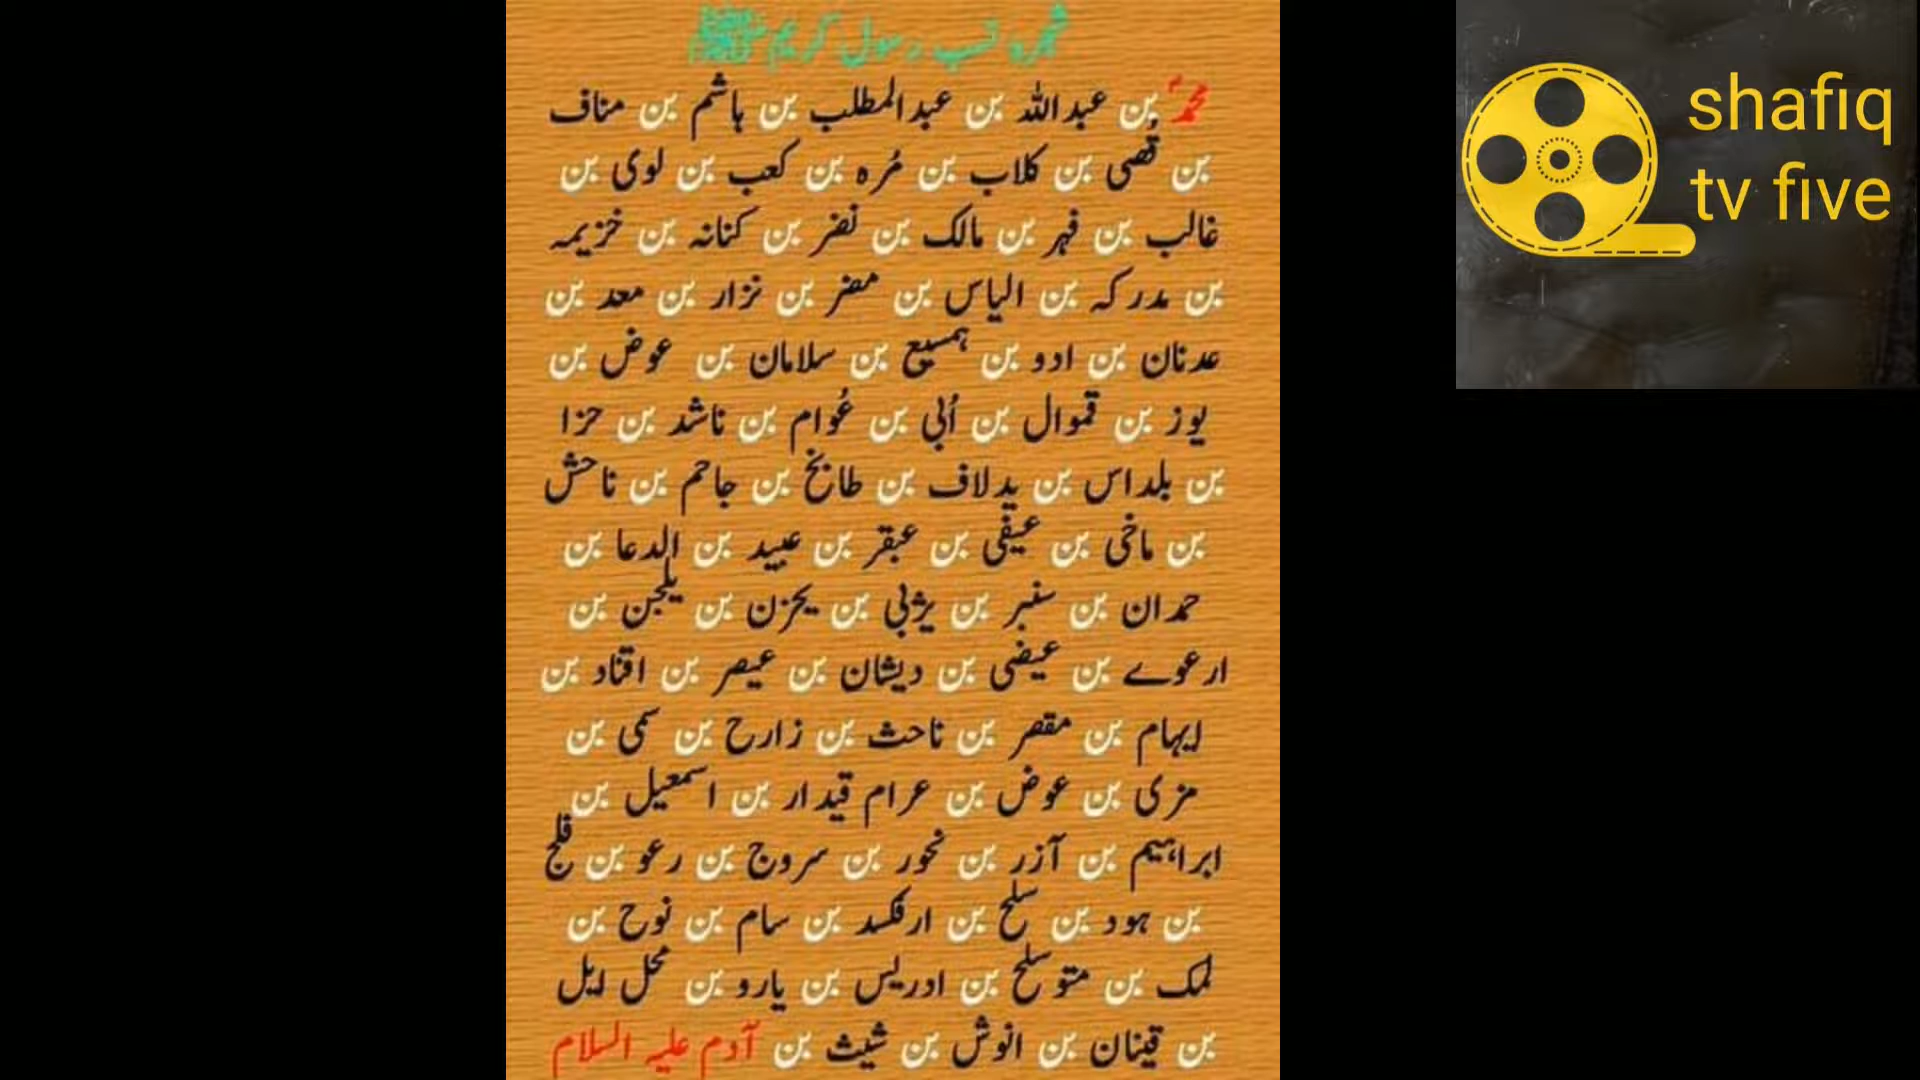 شجرہ نسب رسول کریم ﷺ
محمدؐ بن عبداللہ بن عبدالمطلب بن ہاشم بن مناف
بن قُصی بن کلاب بن مُرہ بن کعب بن لوی بن
غالب بن فہر بن مالک بن نضر بن کنانہ بن خزیمہ
بن مدرکہ بن الیاس بن مضر بن نزار بن معد بن
عدنان بن ادو بن ہمسیع بن سلامان بن عوض بن
یوز بن قموال بن اُبی بن عُوام بن ناشد بن حزا
بن بلداس بن یدلاف بن طابخ بن جاحم بن ناحش
بن ماخی بن عیفی بن عبقر بن عبید بن الدعا بن
حمدان بن سنبر بن یژبی بن یحزن بن یلجن بن
ارعوے بن عیضی بن دیشان بن عیصر بن اقناد بن
ایہام بن مقصر بن ناحث بن زارح بن سمی بن
مزی بن عوض بن عرام قیدار بن اسمعیل بن
ابراہیم بن آزر بن نحور بن سروج بن رعو بن فلج
بن ہود بن سلح بن ارفکسد بن سام بن نوح بن
لمک بن متوسلح بن ادریس بن یارو بن محل ایل
بن قینان بن انوش بن شیث بن آدم علیہ السلام
shafiq
tv five